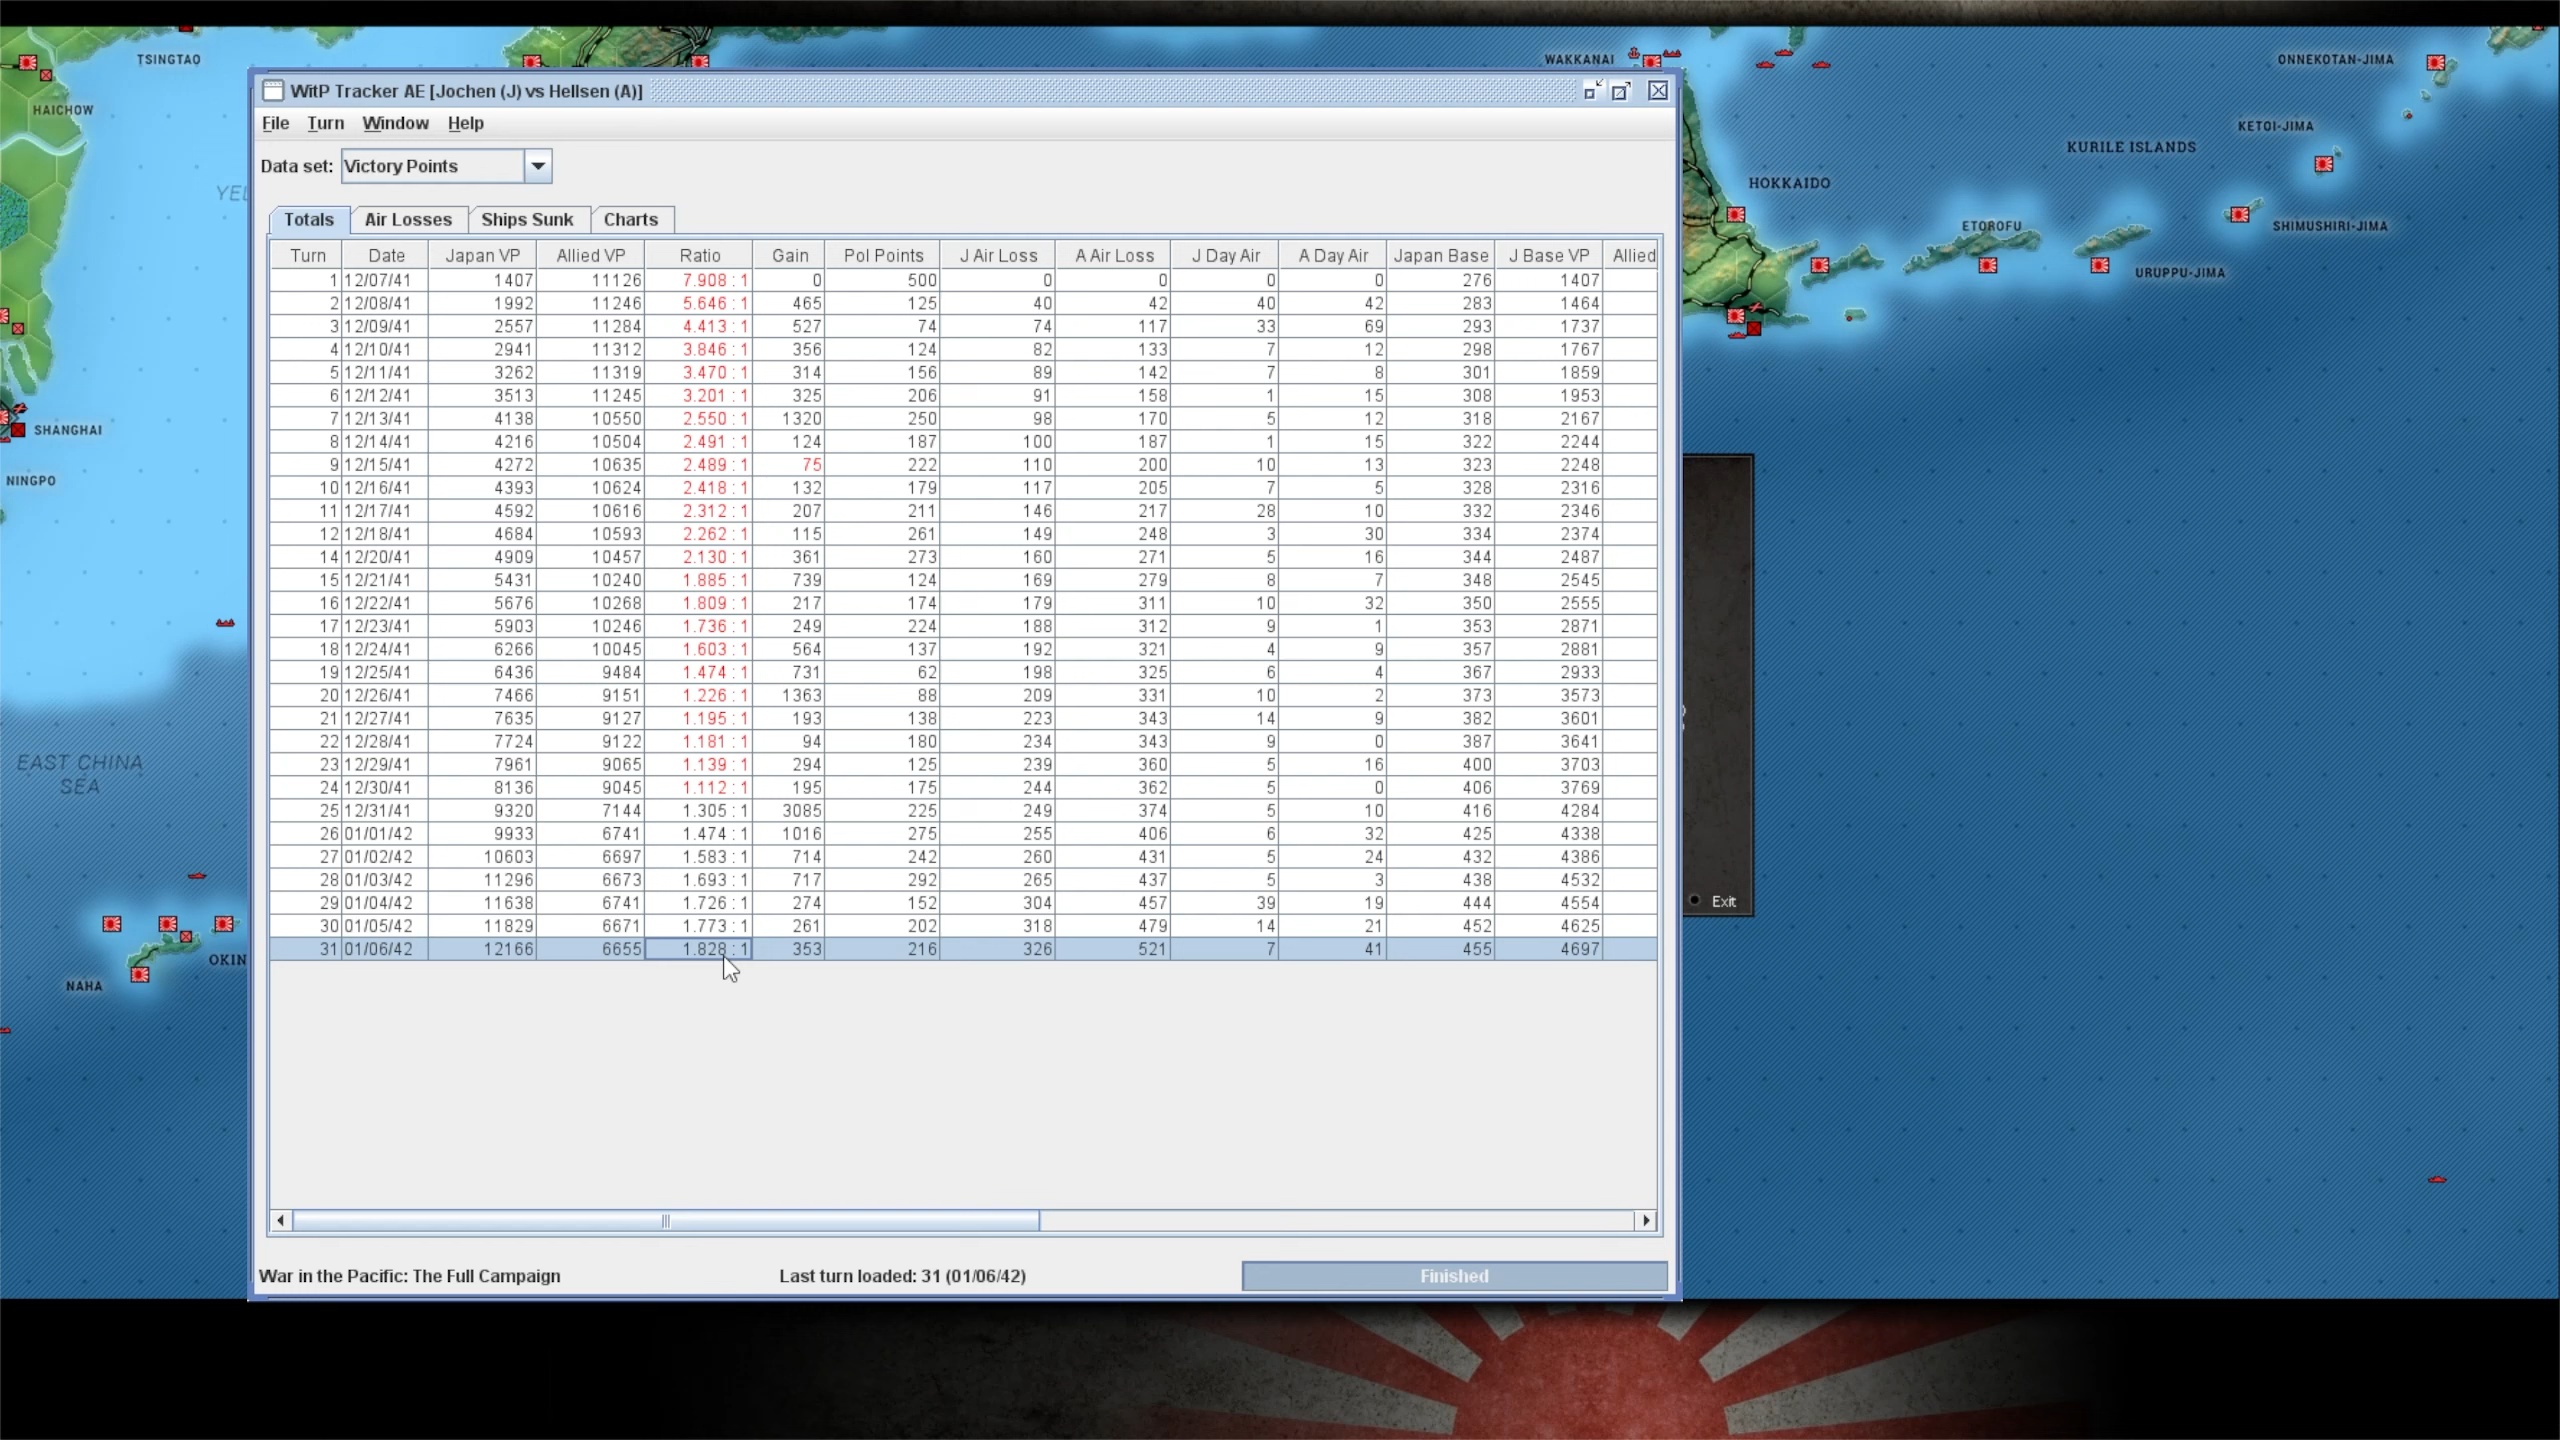 TSINGTAO
WAKKANAI
ONNEKOTAN-JIMA
HAICHOW
KETOI-JIMA
KURILE ISLANDS
HOKKAIDO
SHIMUSHIRI-JIMA
ETOROFU
URUPPU-JIMA
YEL
SHANGHAI
NINGPO
EAST CHINA
SEA
OKIN
NAHA
Exit
WitP Tracker AE [Jochen (J) vs Hellsen (A)]
File Turn Window Help
Data set: Victory Points
Totals Air Losses Ships Sunk Charts
Turn Date Japan VP Allied VP Ratio Gain Pol Points J Air Loss A Air Loss J Day Air A Day Air Japan Base J Base VP Allied
1 12/07/41 1407 11126 7.908 : 1 0 500 0 0 0 0 276 1407
2 12/08/41 1992 11246 5.646 : 1 465 125 40 42 40 42 283 1464
3 12/09/41 2557 11284 4.413 : 1 527 74 74 117 33 69 293 1737
4 12/10/41 2941 11312 3.846 : 1 356 124 82 133 7 12 298 1767
5 12/11/41 3262 11319 3.470 : 1 314 156 89 142 7 8 301 1859
6 12/12/41 3513 11245 3.201 : 1 325 206 91 158 1 15 308 1953
7 12/13/41 4138 10550 2.550 : 1 1320 250 98 170 5 12 318 2167
8 12/14/41 4216 10504 2.491 : 1 124 187 100 187 1 15 322 2244
9 12/15/41 4272 10635 2.489 : 1 75 222 110 200 10 13 323 2248
10 12/16/41 4393 10624 2.418 : 1 132 179 117 205 7 5 328 2316
11 12/17/41 4592 10616 2.312 : 1 207 211 146 217 28 10 332 2346
12 12/18/41 4684 10593 2.262 : 1 115 261 149 248 3 30 334 2374
14 12/20/41 4909 10457 2.130 : 1 361 273 160 271 5 16 344 2487
15 12/21/41 5431 10240 1.885 : 1 739 124 169 279 8 7 348 2545
16 12/22/41 5676 10268 1.809 : 1 217 174 179 311 10 32 350 2555
17 12/23/41 5903 10246 1.736 : 1 249 224 188 312 9 1 353 2871
18 12/24/41 6266 10045 1.603 : 1 564 137 192 321 4 9 357 2881
19 12/25/41 6436 9484 1.474 : 1 731 62 198 325 6 4 367 2933
20 12/26/41 7466 9151 1.226 : 1 1363 88 209 331 10 2 373 3573
21 12/27/41 7635 9127 1.195 : 1 193 138 223 343 14 9 382 3601
22 12/28/41 7724 9122 1.181 : 1 94 180 234 343 9 0 387 3641
23 12/29/41 7961 9065 1.139 : 1 294 125 239 360 5 16 400 3703
24 12/30/41 8136 9045 1.112 : 1 195 175 244 362 5 0 406 3769
25 12/31/41 9320 7144 1.305 : 1 3085 225 249 374 5 10 416 4284
26 01/01/42 9933 6741 1.474 : 1 1016 275 255 406 6 32 425 4338
27 01/02/42 10603 6697 1.583 : 1 714 242 260 431 5 24 432 4386
28 01/03/42 11296 6673 1.693 : 1 717 292 265 437 5 3 438 4532
29 01/04/42 11638 6741 1.726 : 1 274 152 304 457 39 19 444 4554
30 01/05/42 11829 6671 1.773 : 1 261 202 318 479 14 21 452 4625
31 01/06/42 12166 6655 1.828 : 1 353 216 326 521 7 41 455 4697
War in the Pacific: The Full Campaign Last turn loaded: 31 (01/06/42) Finished